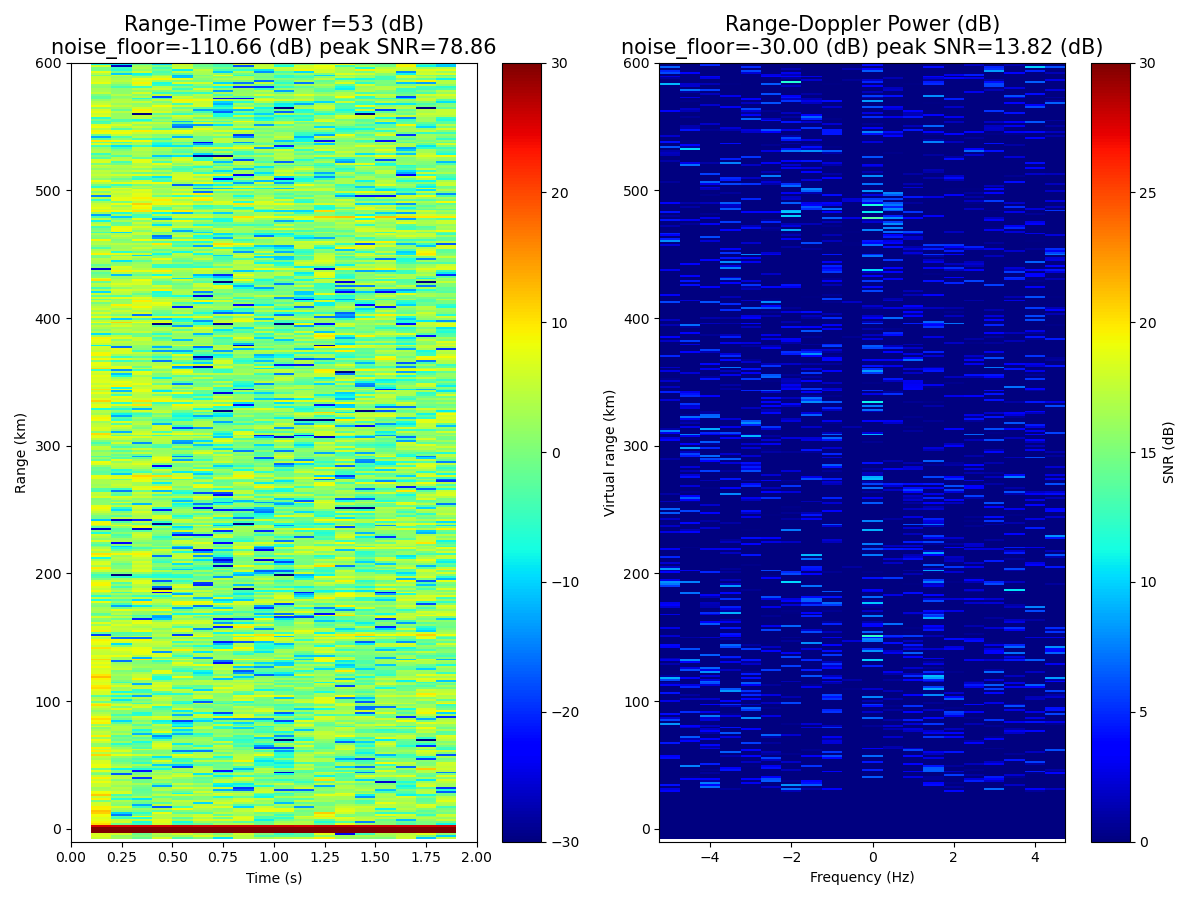 Range-Time Power f=53 (dB)
noise_floor=-110.66 (dB) peak SNR=78.86
Range-Doppler Power (dB)
noise_floor=-30.00 (dB) peak SNR=13.82 (dB)
600
500
400
300
200
100
0
Range (km)
0.00 0.25 0.50 0.75 1.00 1.25 1.50 1.75 2.00
Time (s)
30
20
10
0
−10
−20
−30
600
500
400
300
200
100
0
Virtual range (km)
−4 −2 0 2 4
Frequency (Hz)
30
25
20
15
10
5
0
SNR (dB)